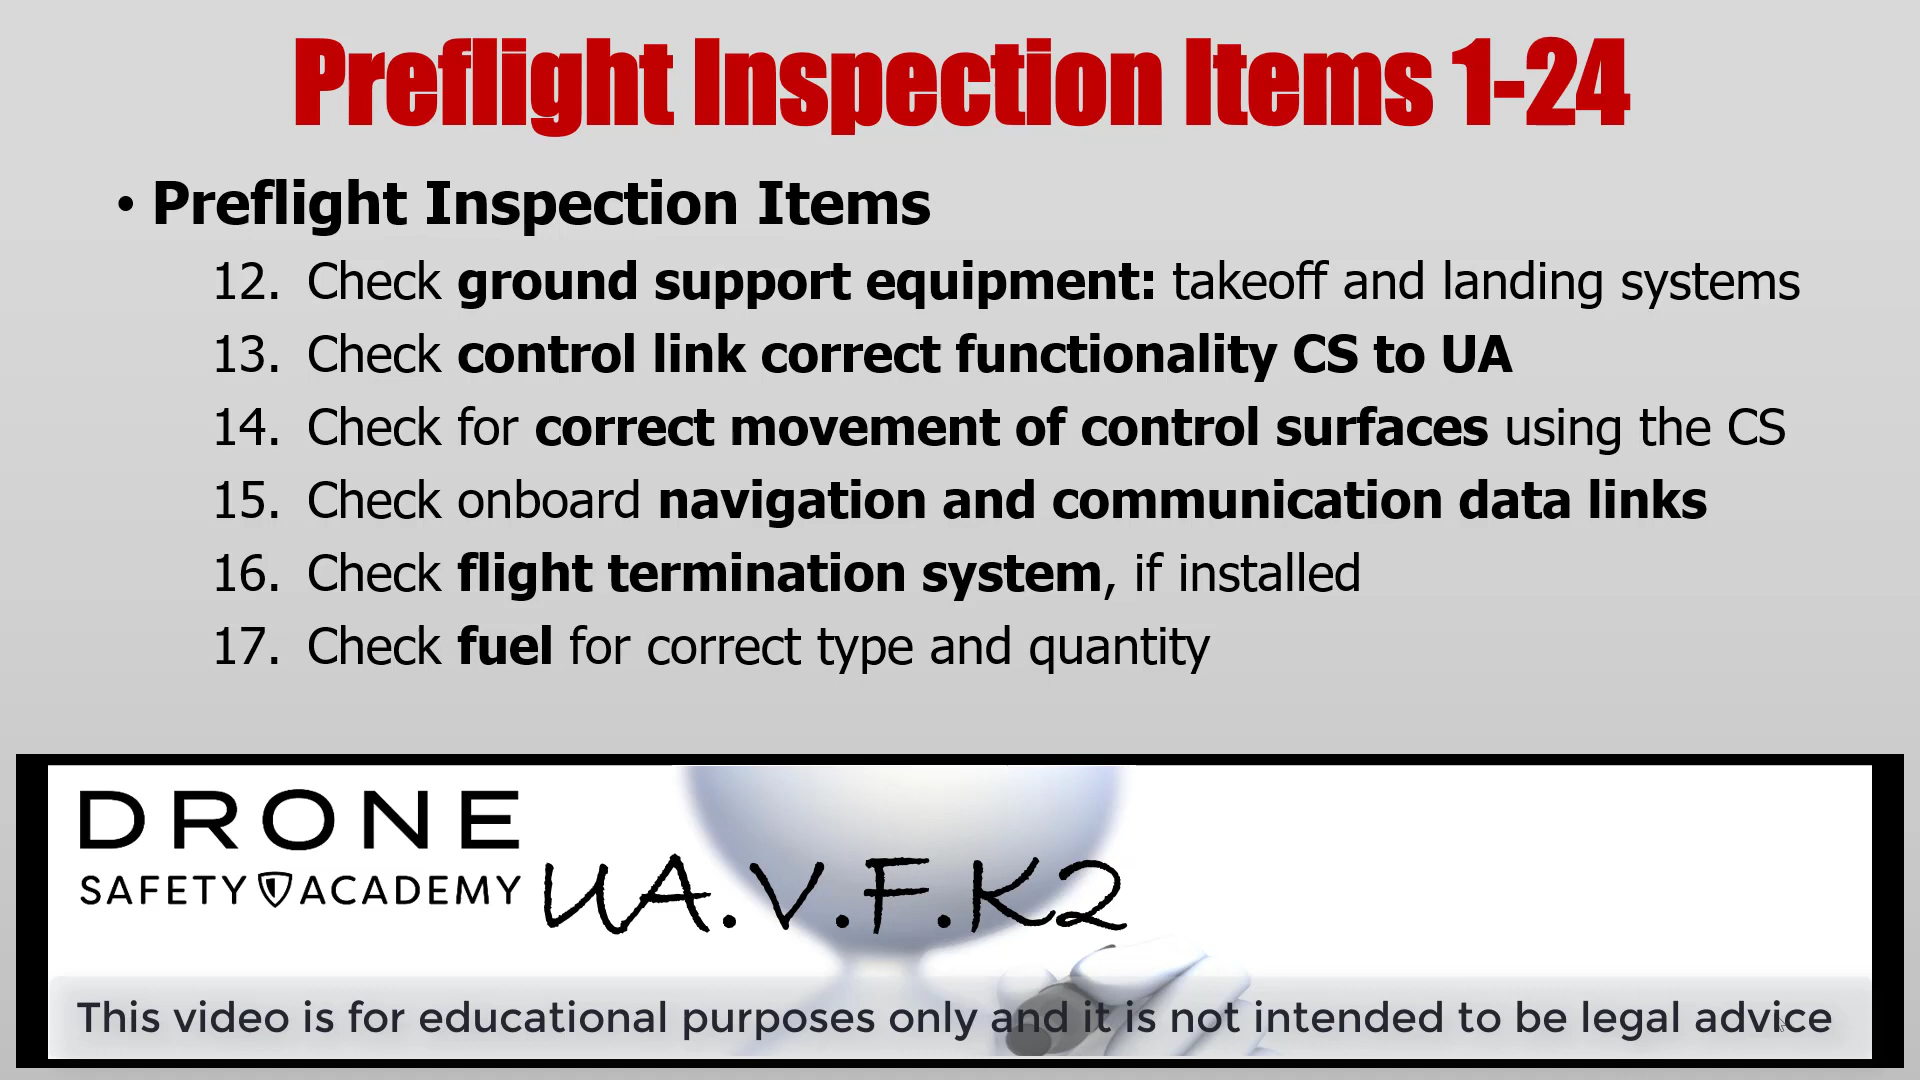 Preflight Inspection Items 1-24
• Preflight Inspection Items
12. Check ground support equipment: takeoff and landing systems
13. Check control link correct functionality CS to UA
14. Check for correct movement of control surfaces using the CS
15. Check onboard navigation and communication data links
16. Check flight termination system, if installed
17. Check fuel for correct type and quantity
DRONE
SAFETY ACADEMY
UA.V.F.K2
This video is for educational purposes only and it is not intended to be legal advice